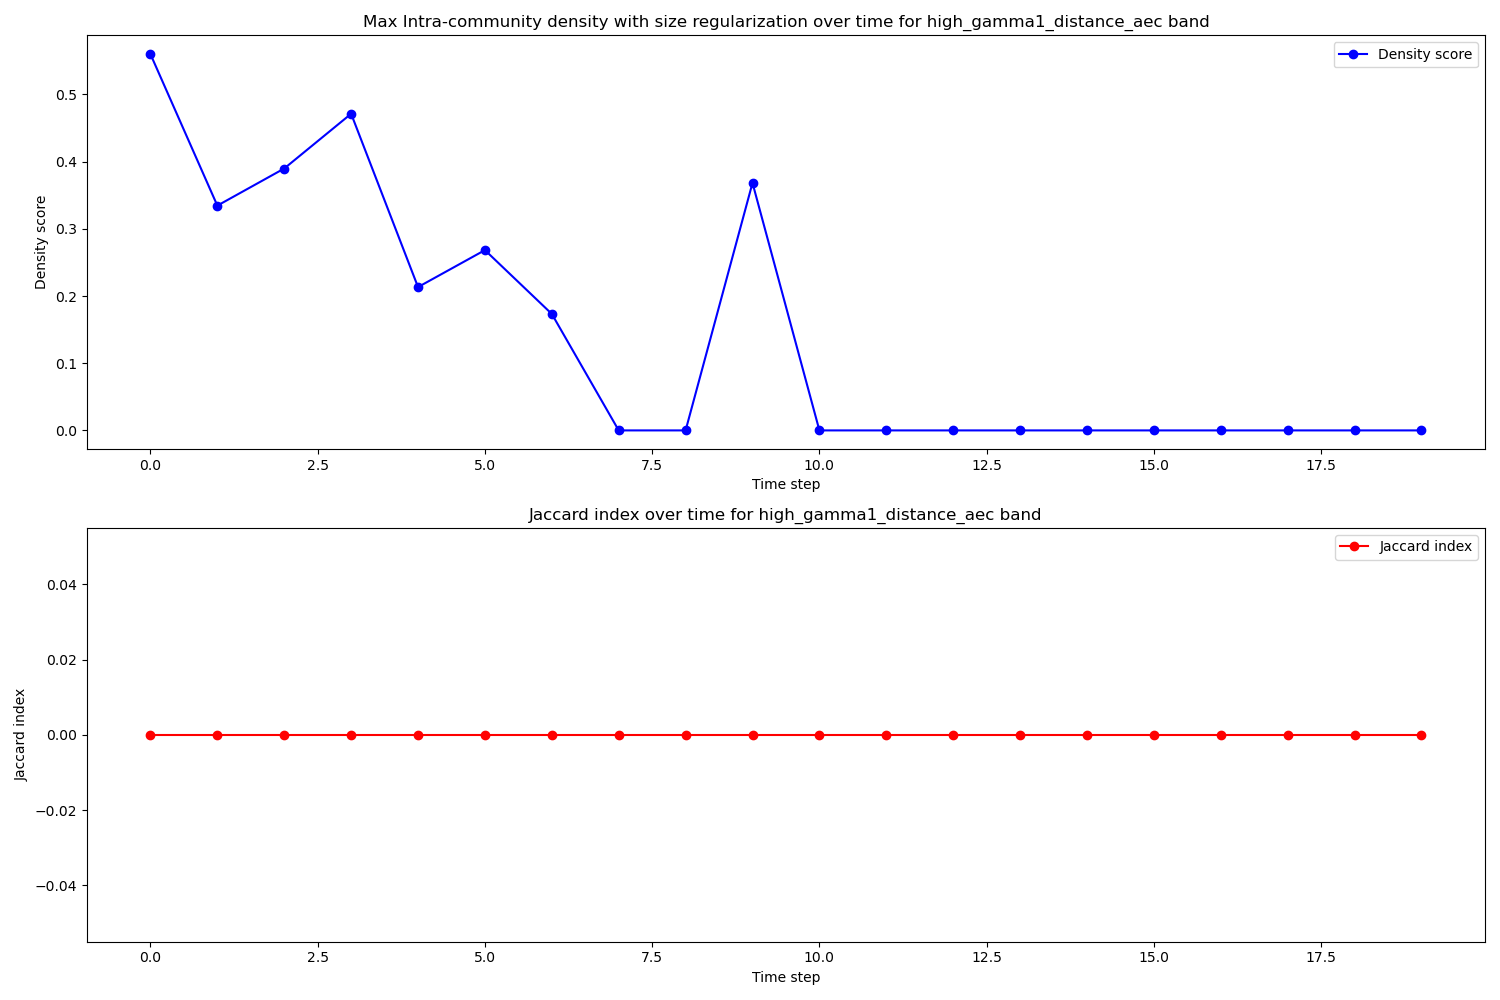 Max Intra-community density with size regularization over time for high_gamma1_distance_aec band
Density score
Density score
0.5
0.4
0.3
0.2
0.1
0.0
0.0 2.5 5.0 7.5 10.0 12.5 15.0 17.5
Time step
Jaccard index over time for high_gamma1_distance_aec band
Jaccard index
Jaccard index
0.04
0.02
0.00
−0.02
−0.04
0.0 2.5 5.0 7.5 10.0 12.5 15.0 17.5
Time step